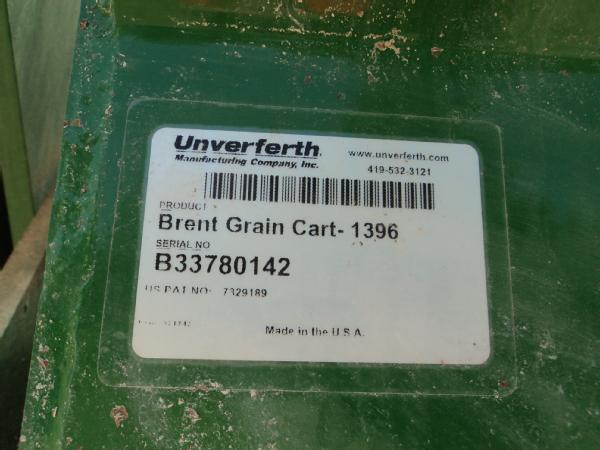 Unverferth
Manufacturing Company, Inc.
www.unverferth.com
419-532-3121
PRODUCT
Brent Grain Cart- 1396
SERIAL NO
B33780142
US PAT NO: 7329189
Made in the U.S.A.